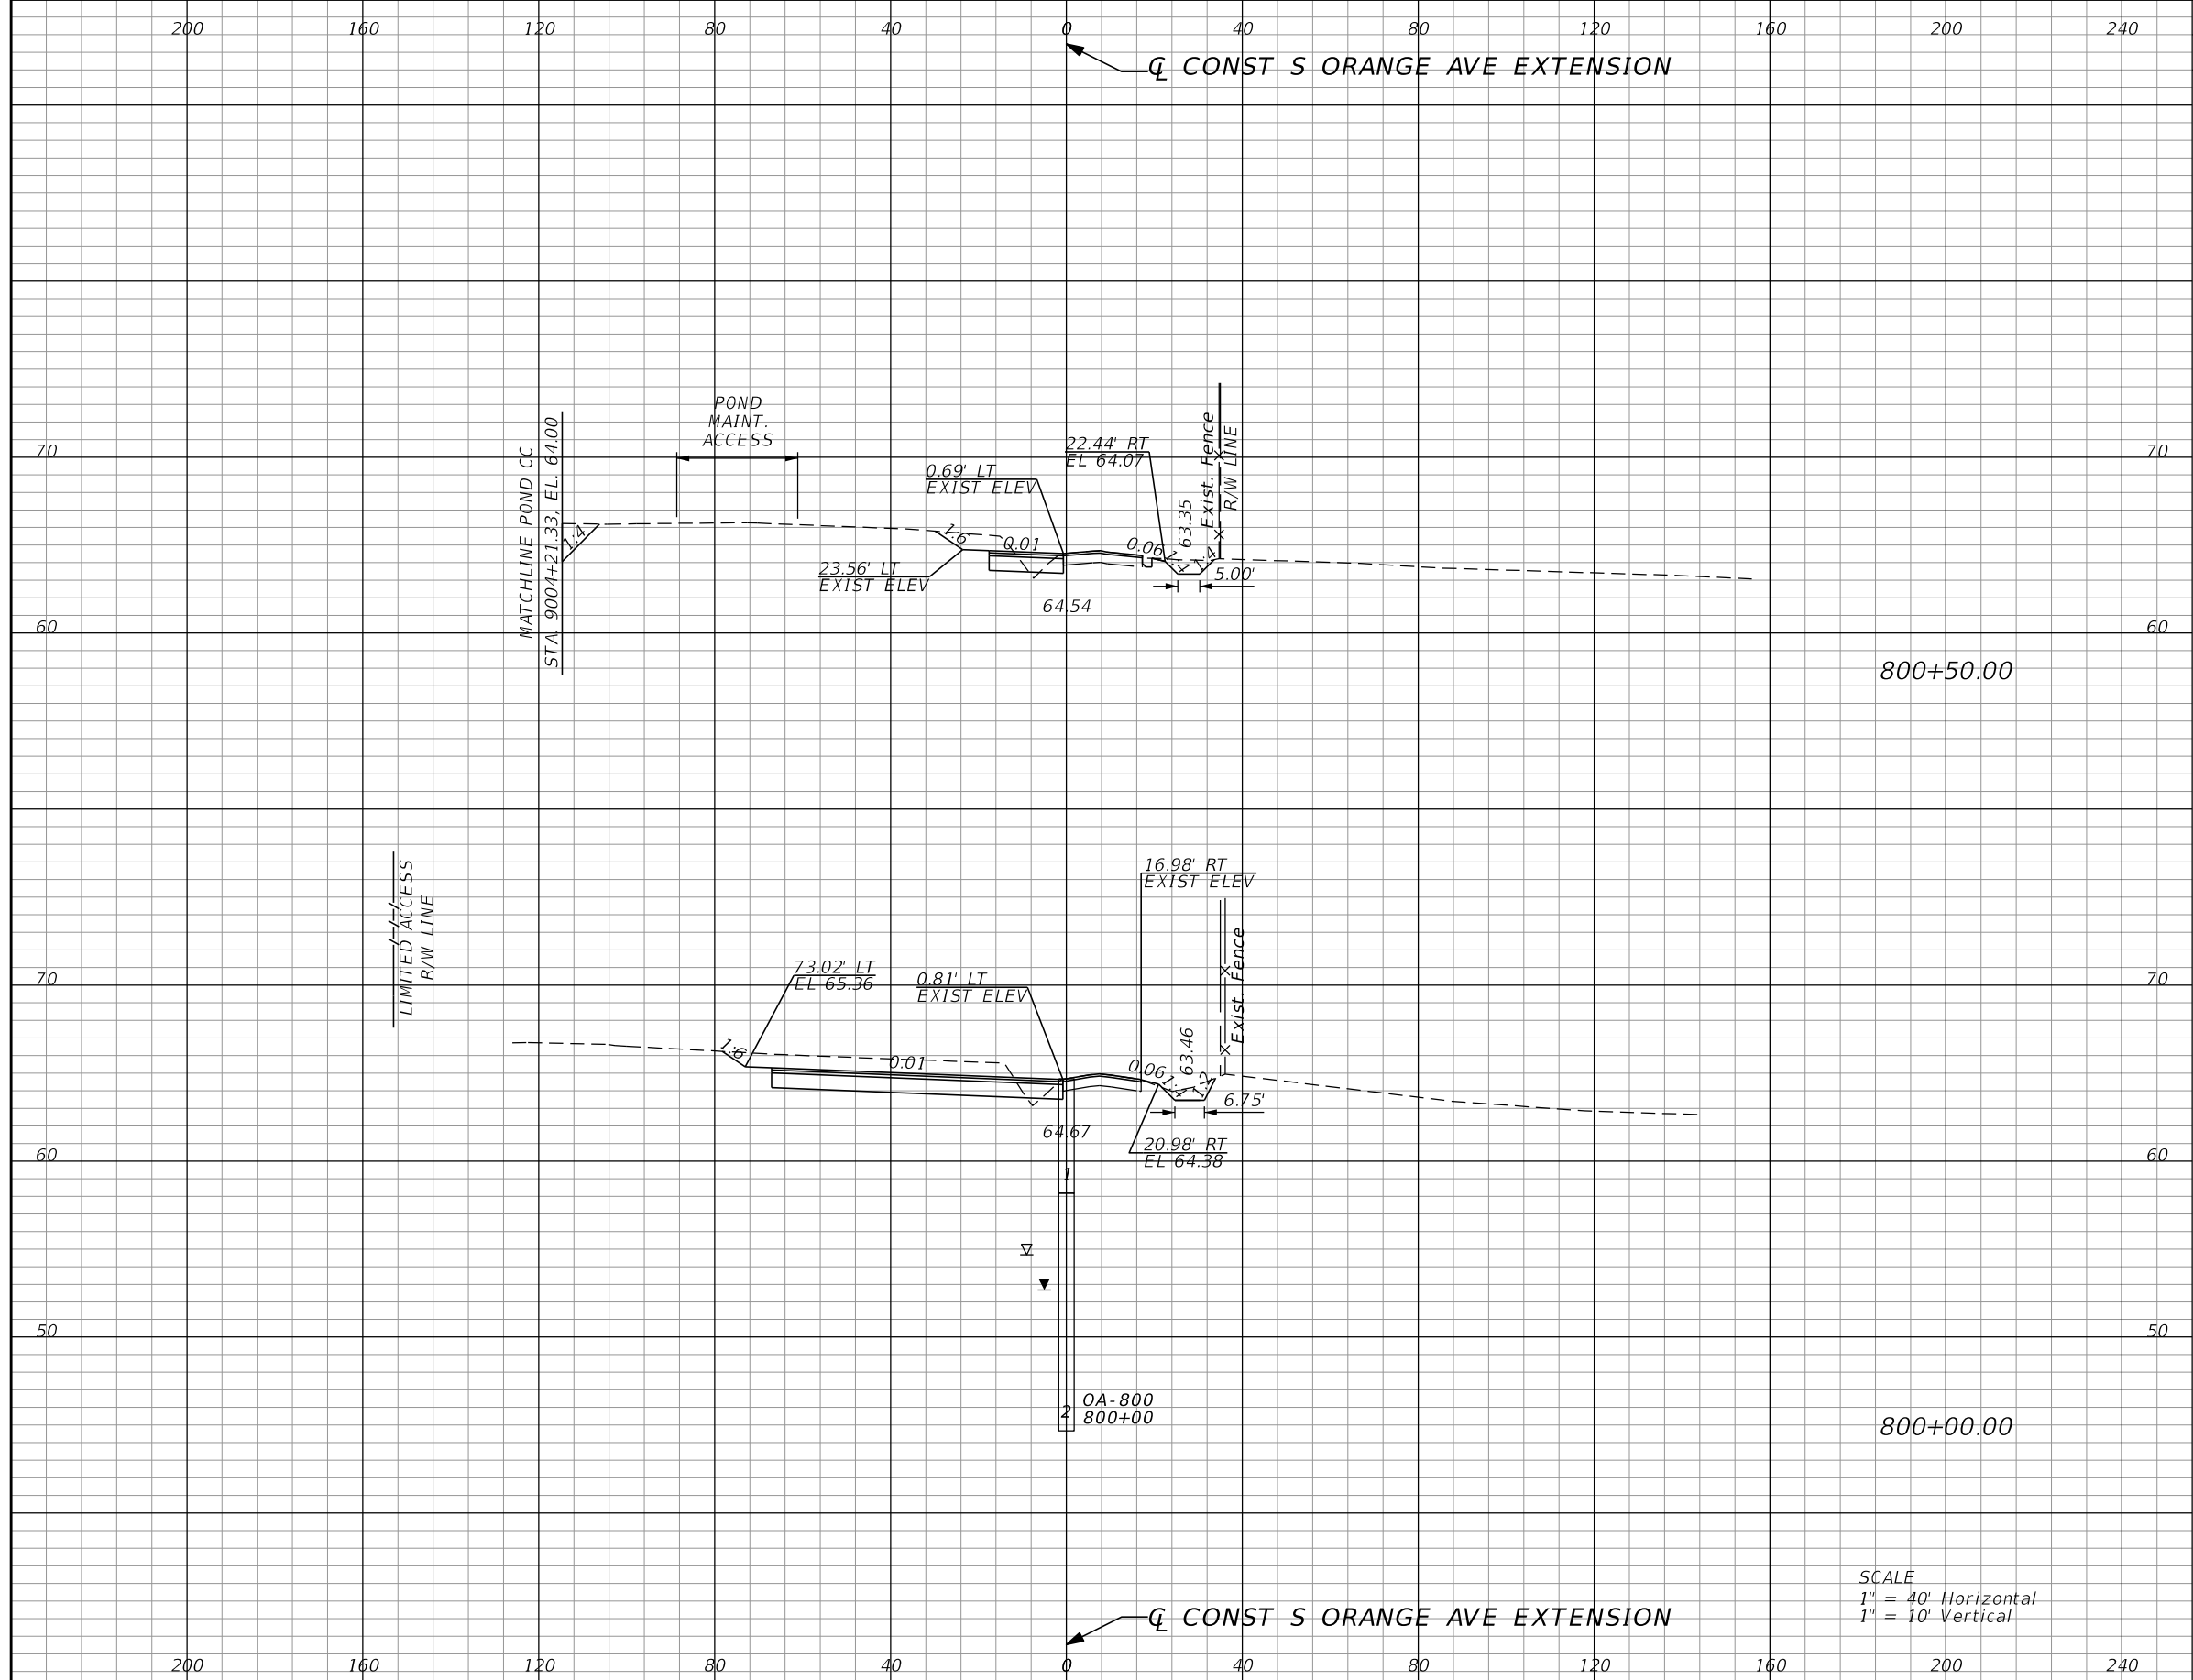 200 160 120 80 40 0 40 80 120 160 200 240
℄ CONST S ORANGE AVE EXTENSION
POND
MAINT.
ACCESS
MATCHLINE POND CC
STA. 9004+21.33, EL. 64.00
1:4
70
70
0.69' LT
EXIST ELEV
22.44' RT
EL 64.07
Exist. Fence
R/W LINE
63.35
1:6
0.01
0.06
1:4
1:4
23.56' LT
EXIST ELEV
5.00'
64.54
60
60
800+50.00
LIMITED ACCESS
R/W LINE
16.98' RT
EXIST ELEV
Exist. Fence
73.02' LT
EL 65.36
0.81' LT
EXIST ELEV
70
70
63.46
1:6
0.01
0.06
1:2
6.75'
64.67
20.98' RT
EL 64.38
60
60
1
50
50
2
OA-800
800+00
800+00.00
SCALE
1" = 40' Horizontal
1" = 10' Vertical
℄ CONST S ORANGE AVE EXTENSION
200 160 120 80 40 0 40 80 120 160 200 240